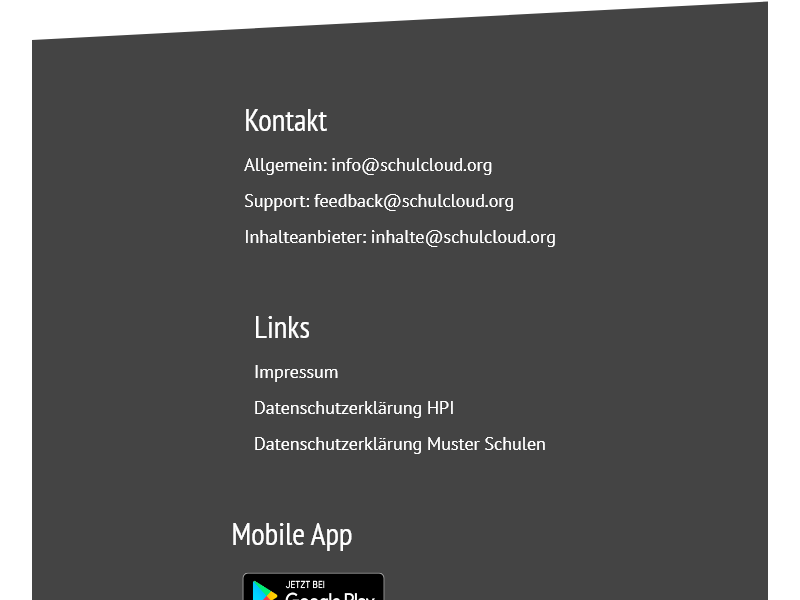 Kontakt
Allgemein: info@schulcloud.org
Support: feedback@schulcloud.org
Inhalteanbieter: inhalte@schulcloud.org
Links
Impressum
Datenschutzerklärung HPI
Datenschutzerklärung Muster Schulen
Mobile App
JETZT BEI
Google Play